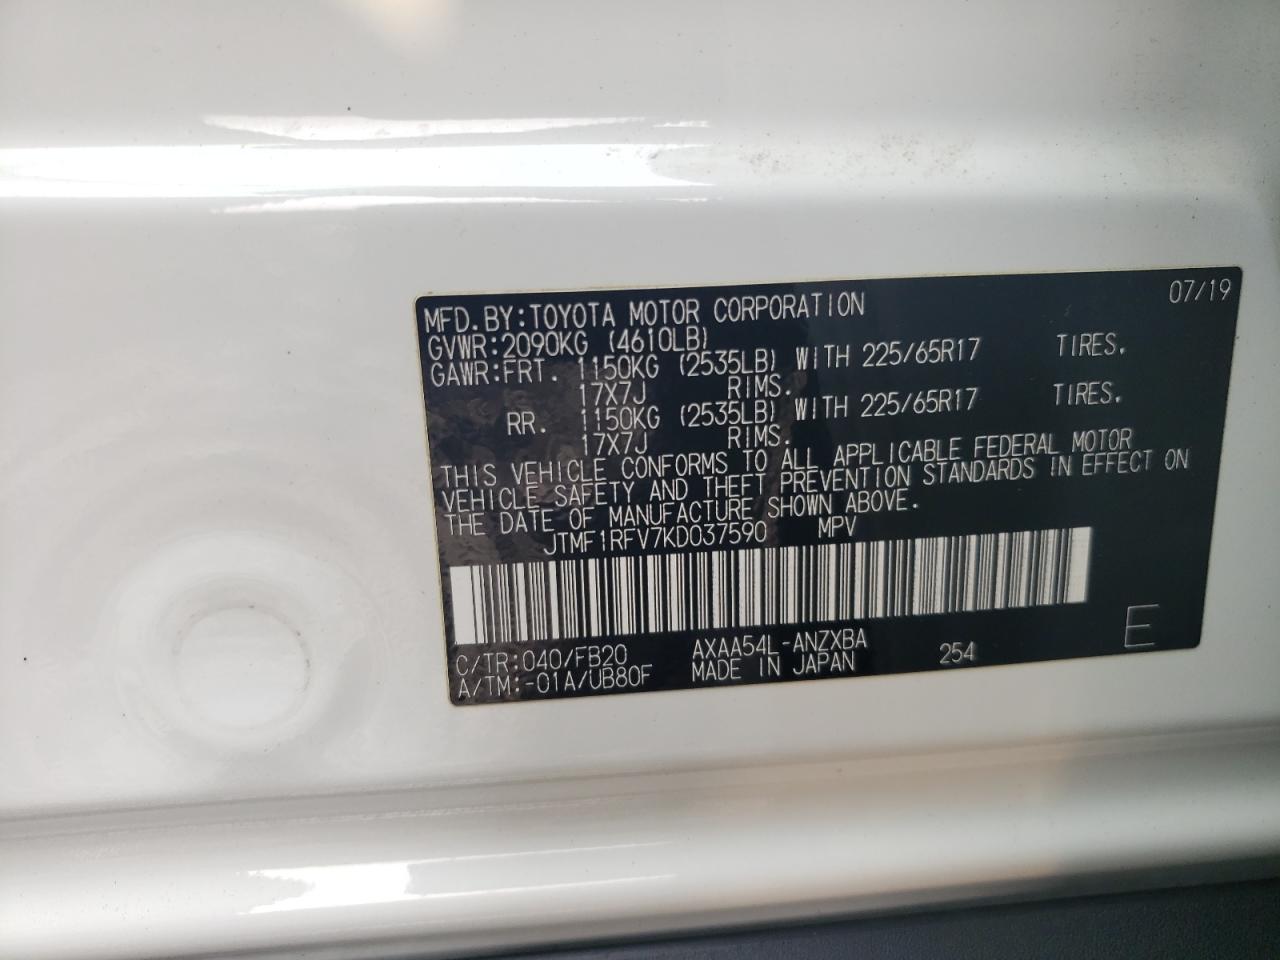 07/19
MFD.BY:TOYOTA MOTOR CORPORATION
GVWR:2090KG (4610LB)
GAWR:FRT. 1150KG (2535LB) WITH 225/65R17 TIRES.
17X7J RIMS.
RR. 1150KG (2535LB) WITH 225/65R17 TIRES.
17X7J RIMS.
THIS VEHICLE CONFORMS TO ALL APPLICABLE FEDERAL MOTOR
VEHICLE SAFETY AND THEFT PREVENTION STANDARDS IN EFFECT ON
THE DATE OF MANUFACTURE SHOWN ABOVE.
JTMF1RFV7KD037590 MPV
C/TR:040/FB20 AXAA54L-ANZXBA 254 E
A/TM:-01A/UB80F MADE IN JAPAN